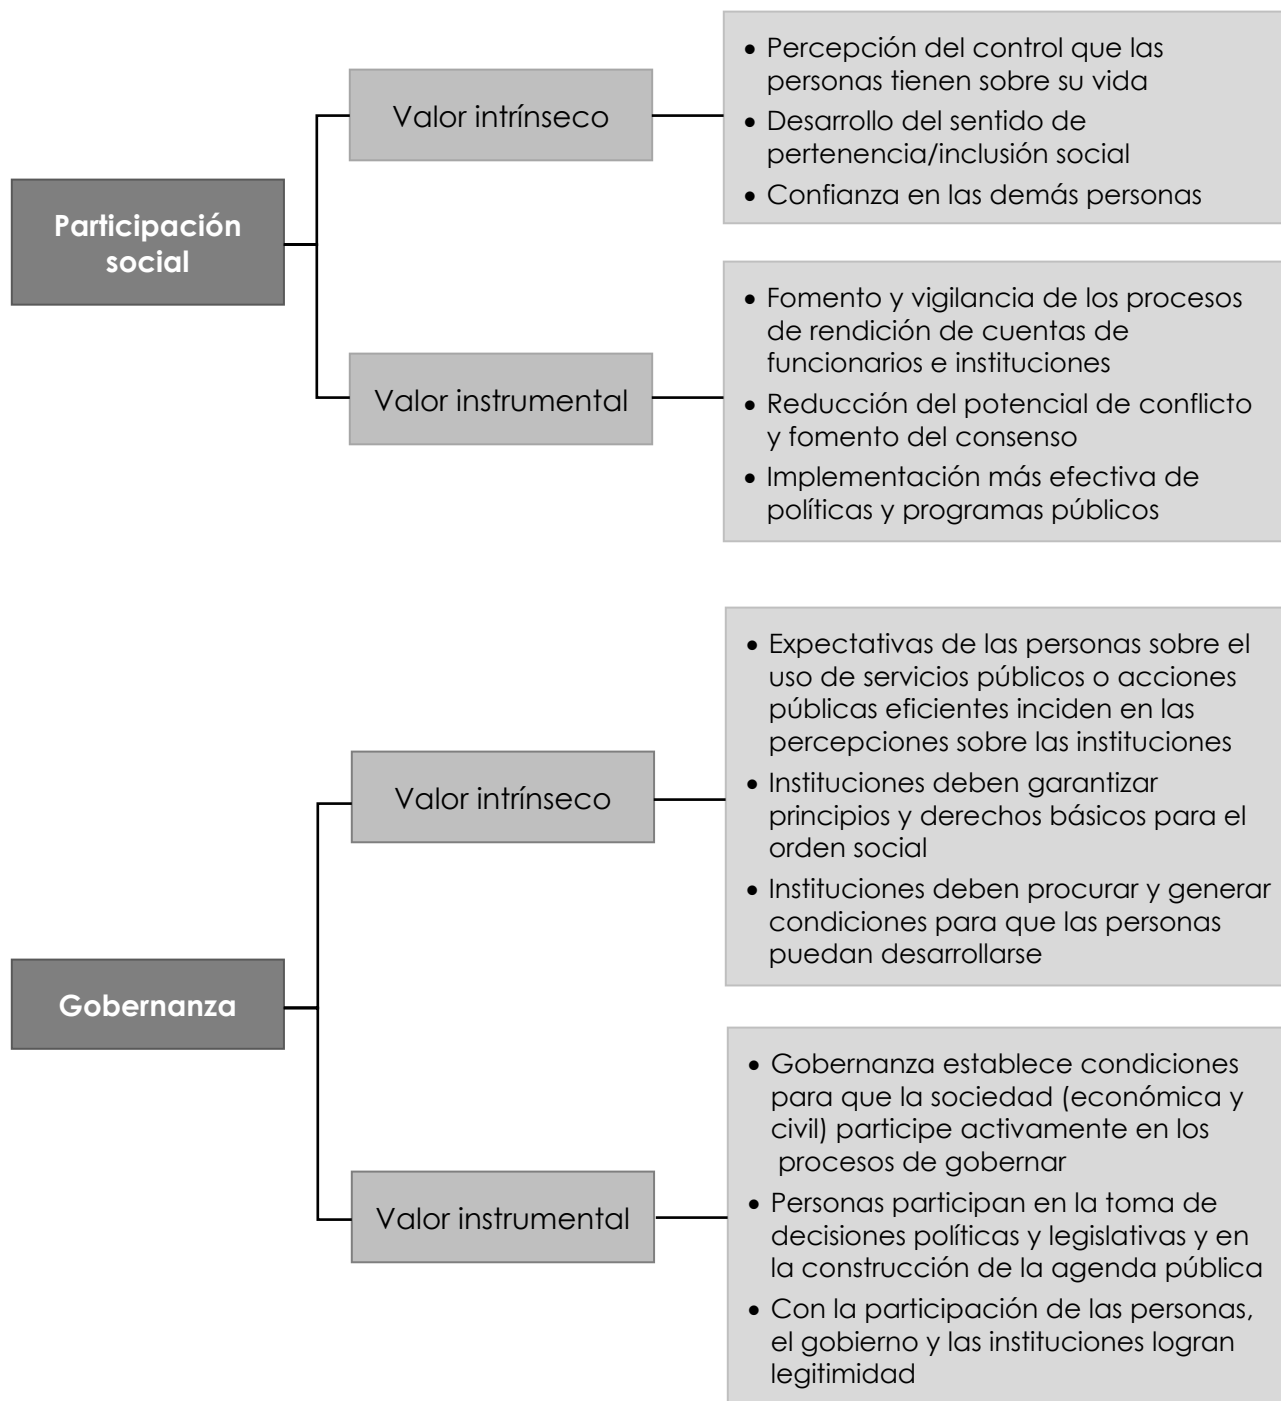 Participación
social
Valor intrínseco
• Percepción del control que las
personas tienen sobre su vida
• Desarrollo del sentido de
pertenencia/inclusión social
• Confianza en las demás personas
Valor instrumental
• Fomento y vigilancia de los procesos
de rendición de cuentas de
funcionarios e instituciones
• Reducción del potencial de conflicto
y fomento del consenso
• Implementación más efectiva de
políticas y programas públicos
Gobernanza
Valor intrínseco
• Expectativas de las personas sobre el
uso de servicios públicos o acciones
públicas eficientes inciden en las
percepciones sobre las instituciones
• Instituciones deben garantizar
principios y derechos básicos para el
orden social
• Instituciones deben procurar y generar
condiciones para que las personas
puedan desarrollarse
Valor instrumental
• Gobernanza establece condiciones
para que la sociedad (económica y
civil) participe activamente en los
procesos de gobernar
• Personas participan en la toma de
decisiones políticas y legislativas y en
la construcción de la agenda pública
• Con la participación de las personas,
el gobierno y las instituciones logran
legitimidad